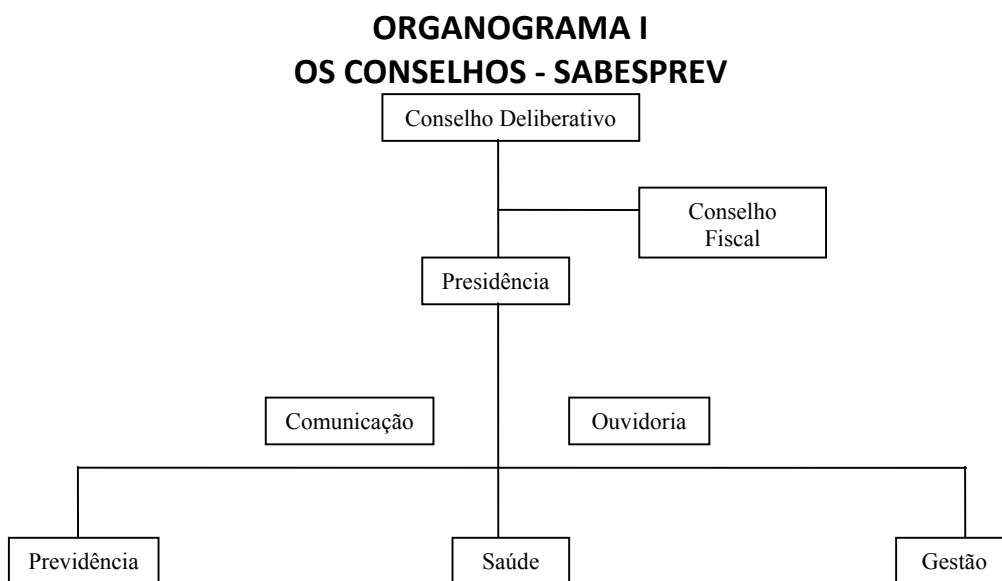 ORGANOGRAMA I
OS CONSELHOS - SABESPREV
Conselho Deliberativo
Conselho
Fiscal
Presidência
Comunicação
Ouvidoria
Previdência
Saúde
Gestão